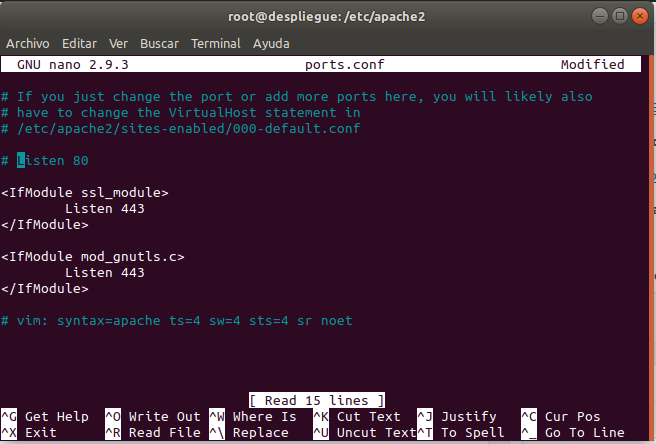 root@despliegue: /etc/apache2
Archivo Editar Ver Buscar Terminal Ayuda
GNU nano 2.9.3 ports.conf Modified
# If you just change the port or add more ports here, you will likely also
# have to change the VirtualHost statement in
# /etc/apache2/sites-enabled/000-default.conf
# Listen 80
<IfModule ssl_module>
Listen 443
</IfModule>
<IfModule mod_gnutls.c>
Listen 443
</IfModule>
# vim: syntax=apache ts=4 sw=4 sts=4 sr noet
[ Read 15 lines ]
^G Get Help ^O Write Out ^W Where Is ^K Cut Text ^J Justify ^C Cur Pos
^X Exit ^R Read File ^\ Replace ^U Uncut Text ^T To Spell ^_ Go To Line